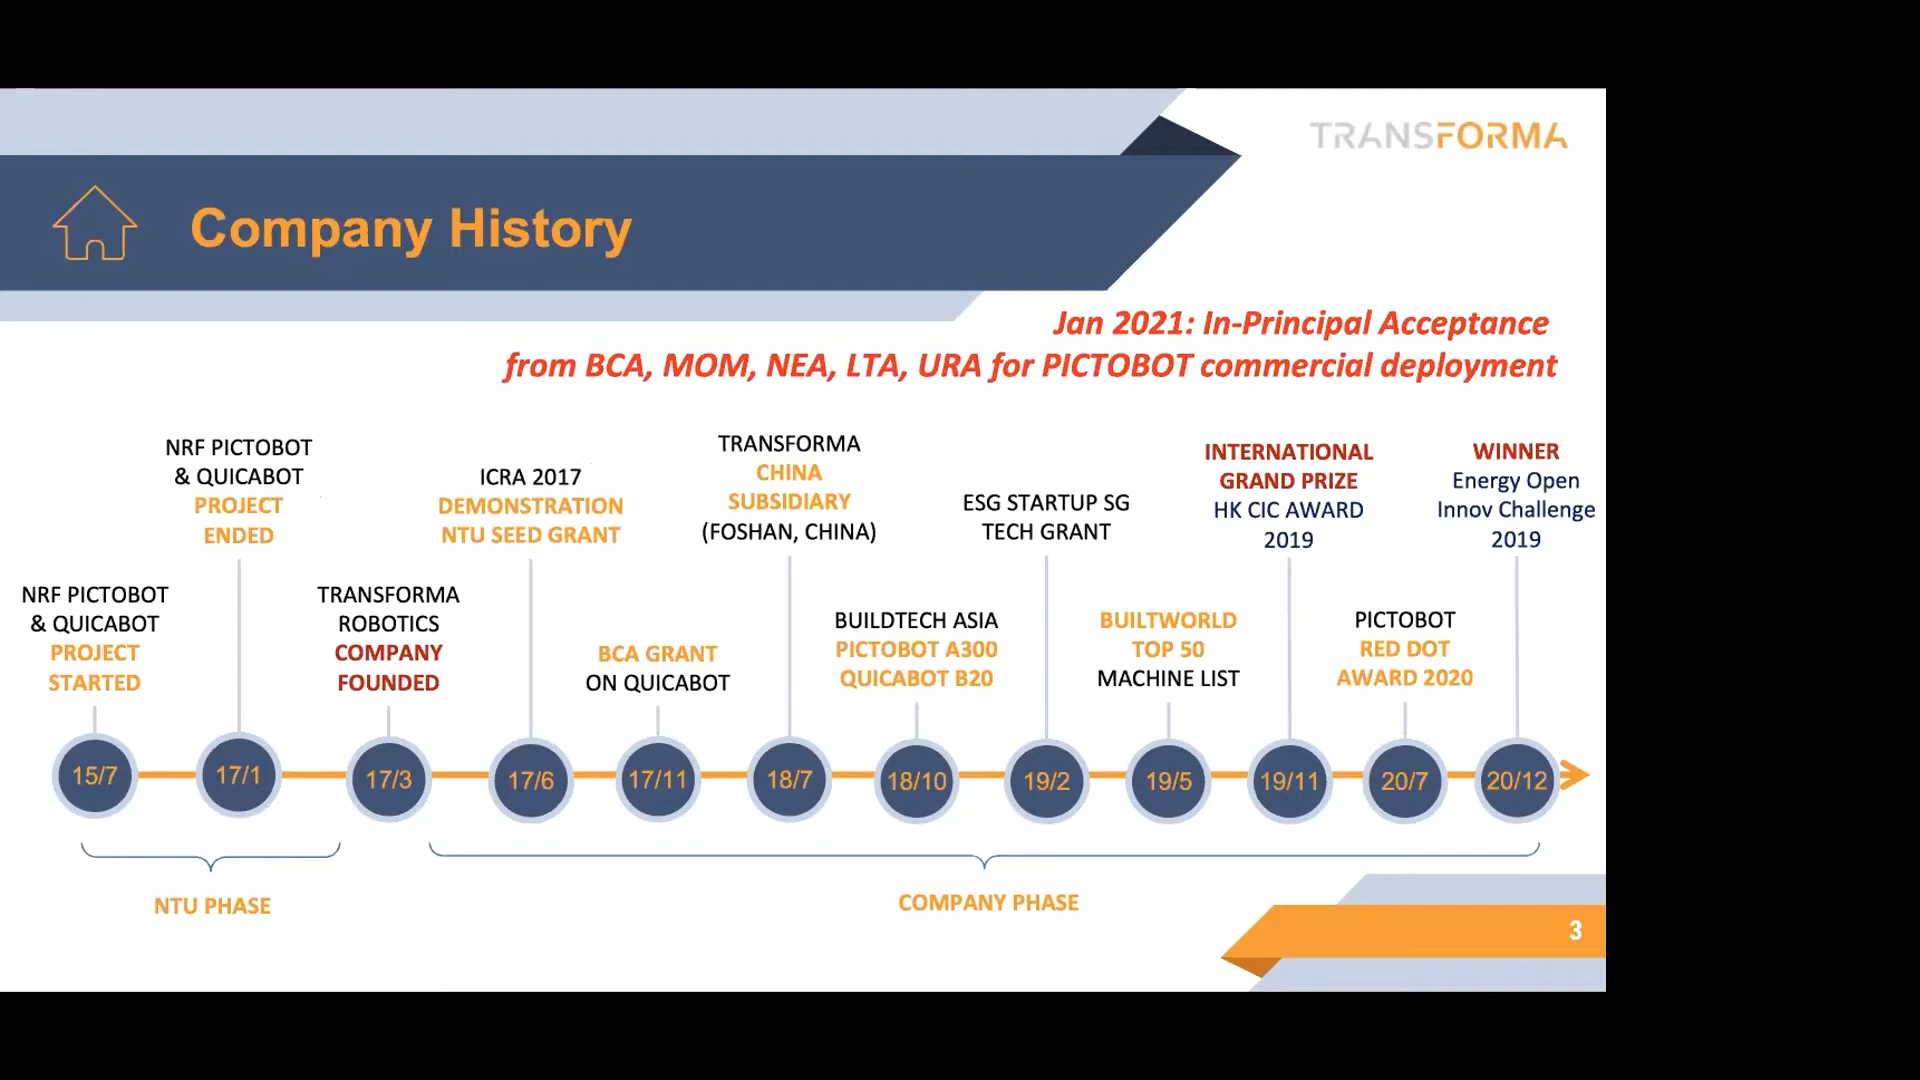 TRANSFORMA
Company History
Jan 2021: In-Principal Acceptance
from BCA, MOM, NEA, LTA, URA for PICTOBOT commercial deployment
NRF PICTOBOT
& QUICABOT
PROJECT
STARTED
NRF PICTOBOT
& QUICABOT
PROJECT
ENDED
TRANSFORMA
ROBOTICS
COMPANY
FOUNDED
ICRA 2017
DEMONSTRATION
NTU SEED GRANT
BCA GRANT
ON QUICABOT
TRANSFORMA
CHINA
SUBSIDIARY
(FOSHAN, CHINA)
BUILDTECH ASIA
PICTOBOT A300
QUICABOT B20
ESG STARTUP SG
TECH GRANT
BUILTWORLD
TOP 50
MACHINE LIST
INTERNATIONAL
GRAND PRIZE
HK CIC AWARD
2019
PICTOBOT
RED DOT
AWARD 2020
WINNER
Energy Open
Innov Challenge
2019
15/7
17/1
17/3
17/6
17/11
18/7
18/10
19/2
19/5
19/11
20/7
20/12
NTU PHASE
COMPANY PHASE
3